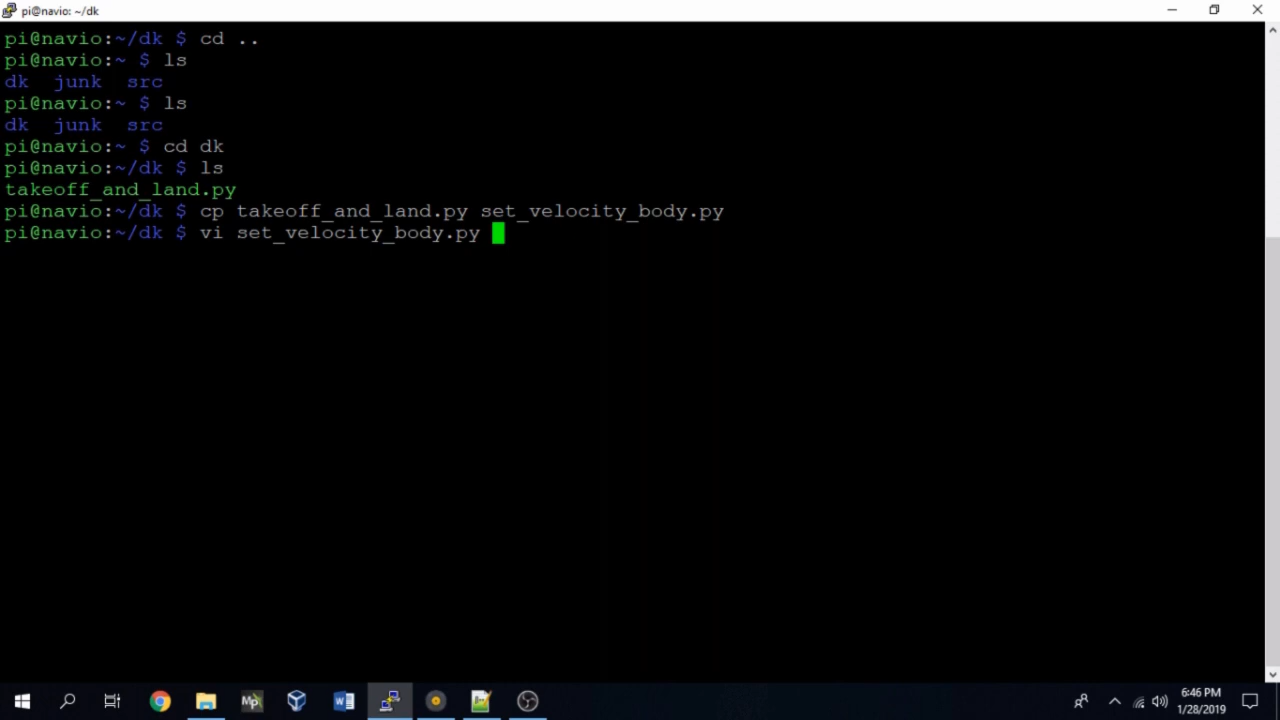 pi@navio: ~/dk
pi@navio:~/dk $ cd ..
pi@navio:~ $ ls
dk junk src
pi@navio:~ $ ls
dk junk src
pi@navio:~ $ cd dk
pi@navio:~/dk $ ls
takeoff_and_land.py
pi@navio:~/dk $ cp takeoff_and_land.py set_velocity_body.py
pi@navio:~/dk $ vi set_velocity_body.py
Mp
6:46 PM
1/28/2019